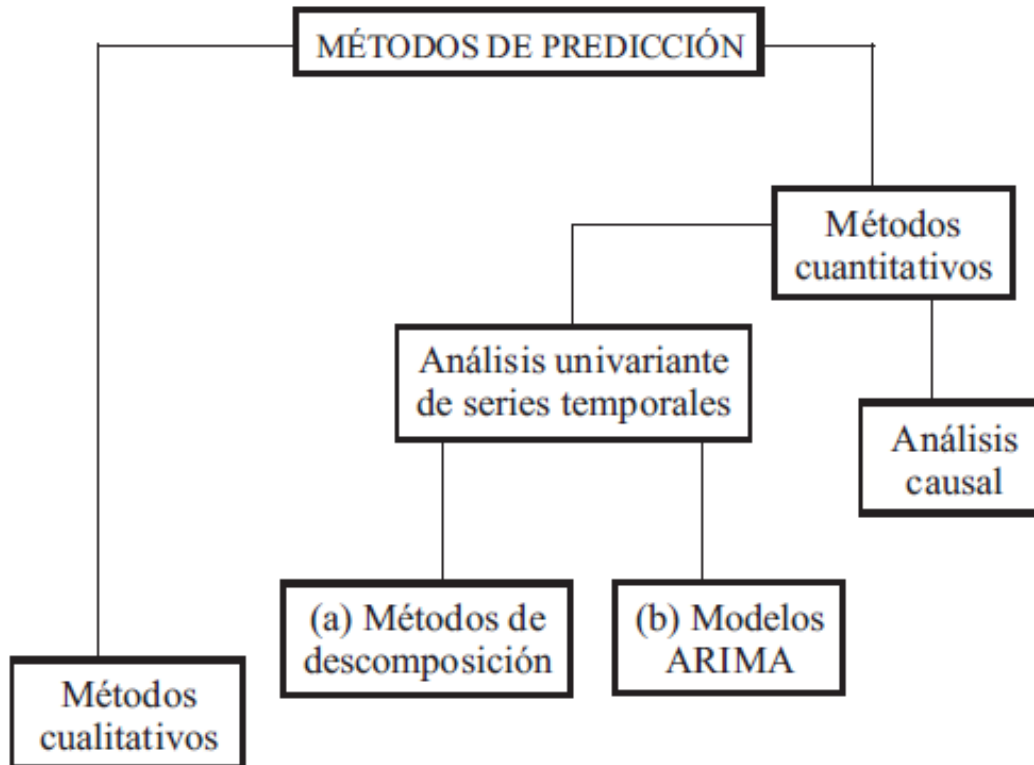 MÉTODOS DE PREDICCIÓN
Métodos
cuantitativos
Análisis univariante
de series temporales
Análisis
causal
(a) Métodos de
descomposición
(b) Modelos
ARIMA
Métodos
cualitativos